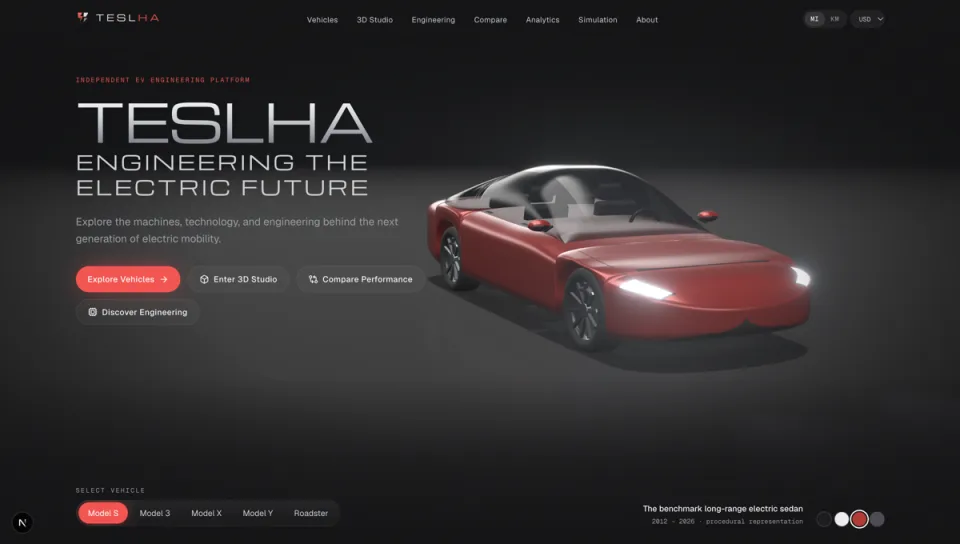 TESLHA
Vehicles
3D Studio
Engineering
Compare
Analytics
Simulation
About
MI
KM
USD
INDEPENDENT EV ENGINEERING PLATFORM
TESLHA
ENGINEERING THE
ELECTRIC FUTURE
Explore the machines, technology, and engineering behind the next
generation of electric mobility.
Explore Vehicles →
Enter 3D Studio
Compare Performance
Discover Engineering
SELECT VEHICLE
Model S
Model 3
Model X
Model Y
Roadster
The benchmark long-range electric sedan
2012 – 2026 · procedural representation
N